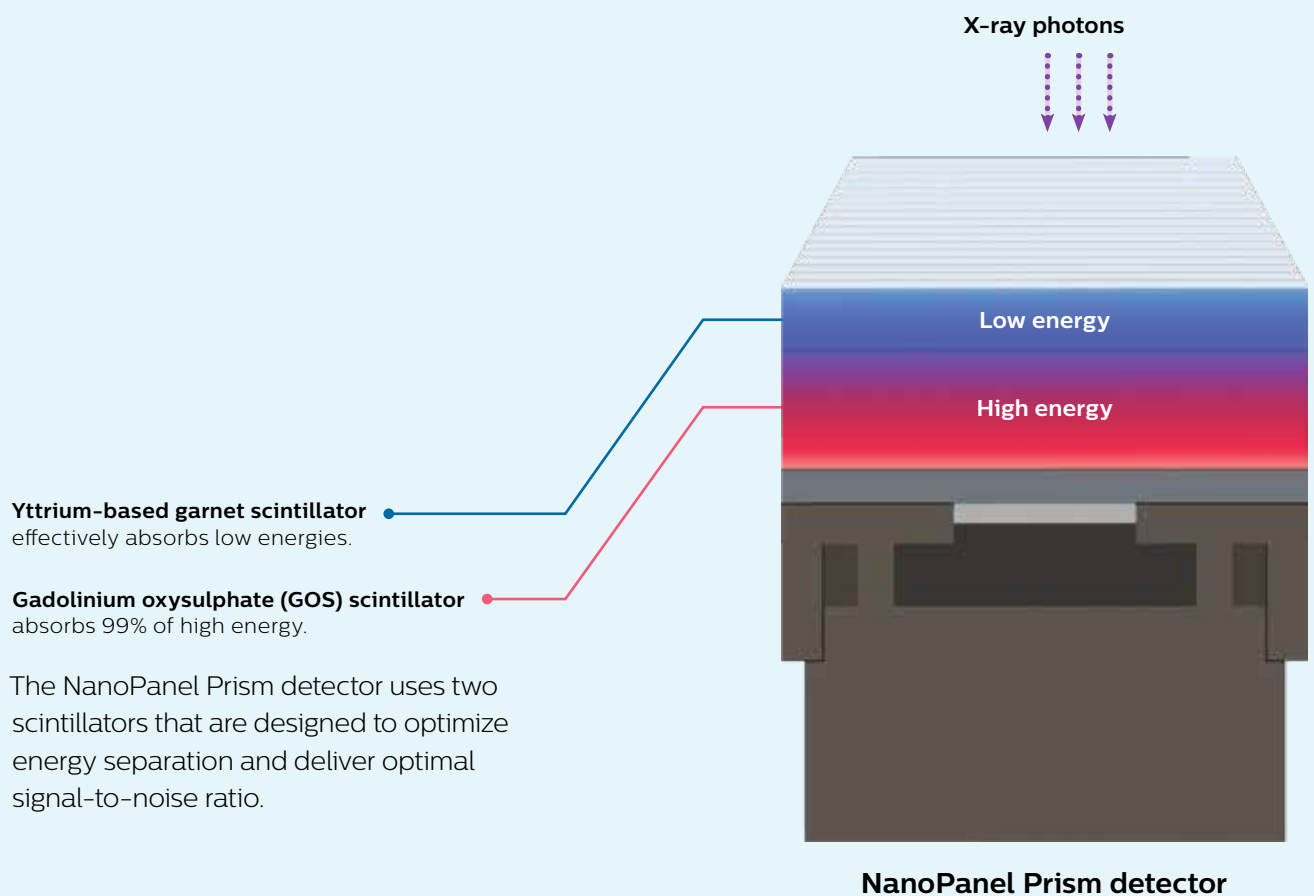 X-ray photons
Low energy
High energy
Yttrium-based garnet scintillator
effectively absorbs low energies.
Gadolinium oxysulphate (GOS) scintillator
absorbs 99% of high energy.
The NanoPanel Prism detector uses two
scintillators that are designed to optimize
energy separation and deliver optimal
signal-to-noise ratio.
NanoPanel Prism detector